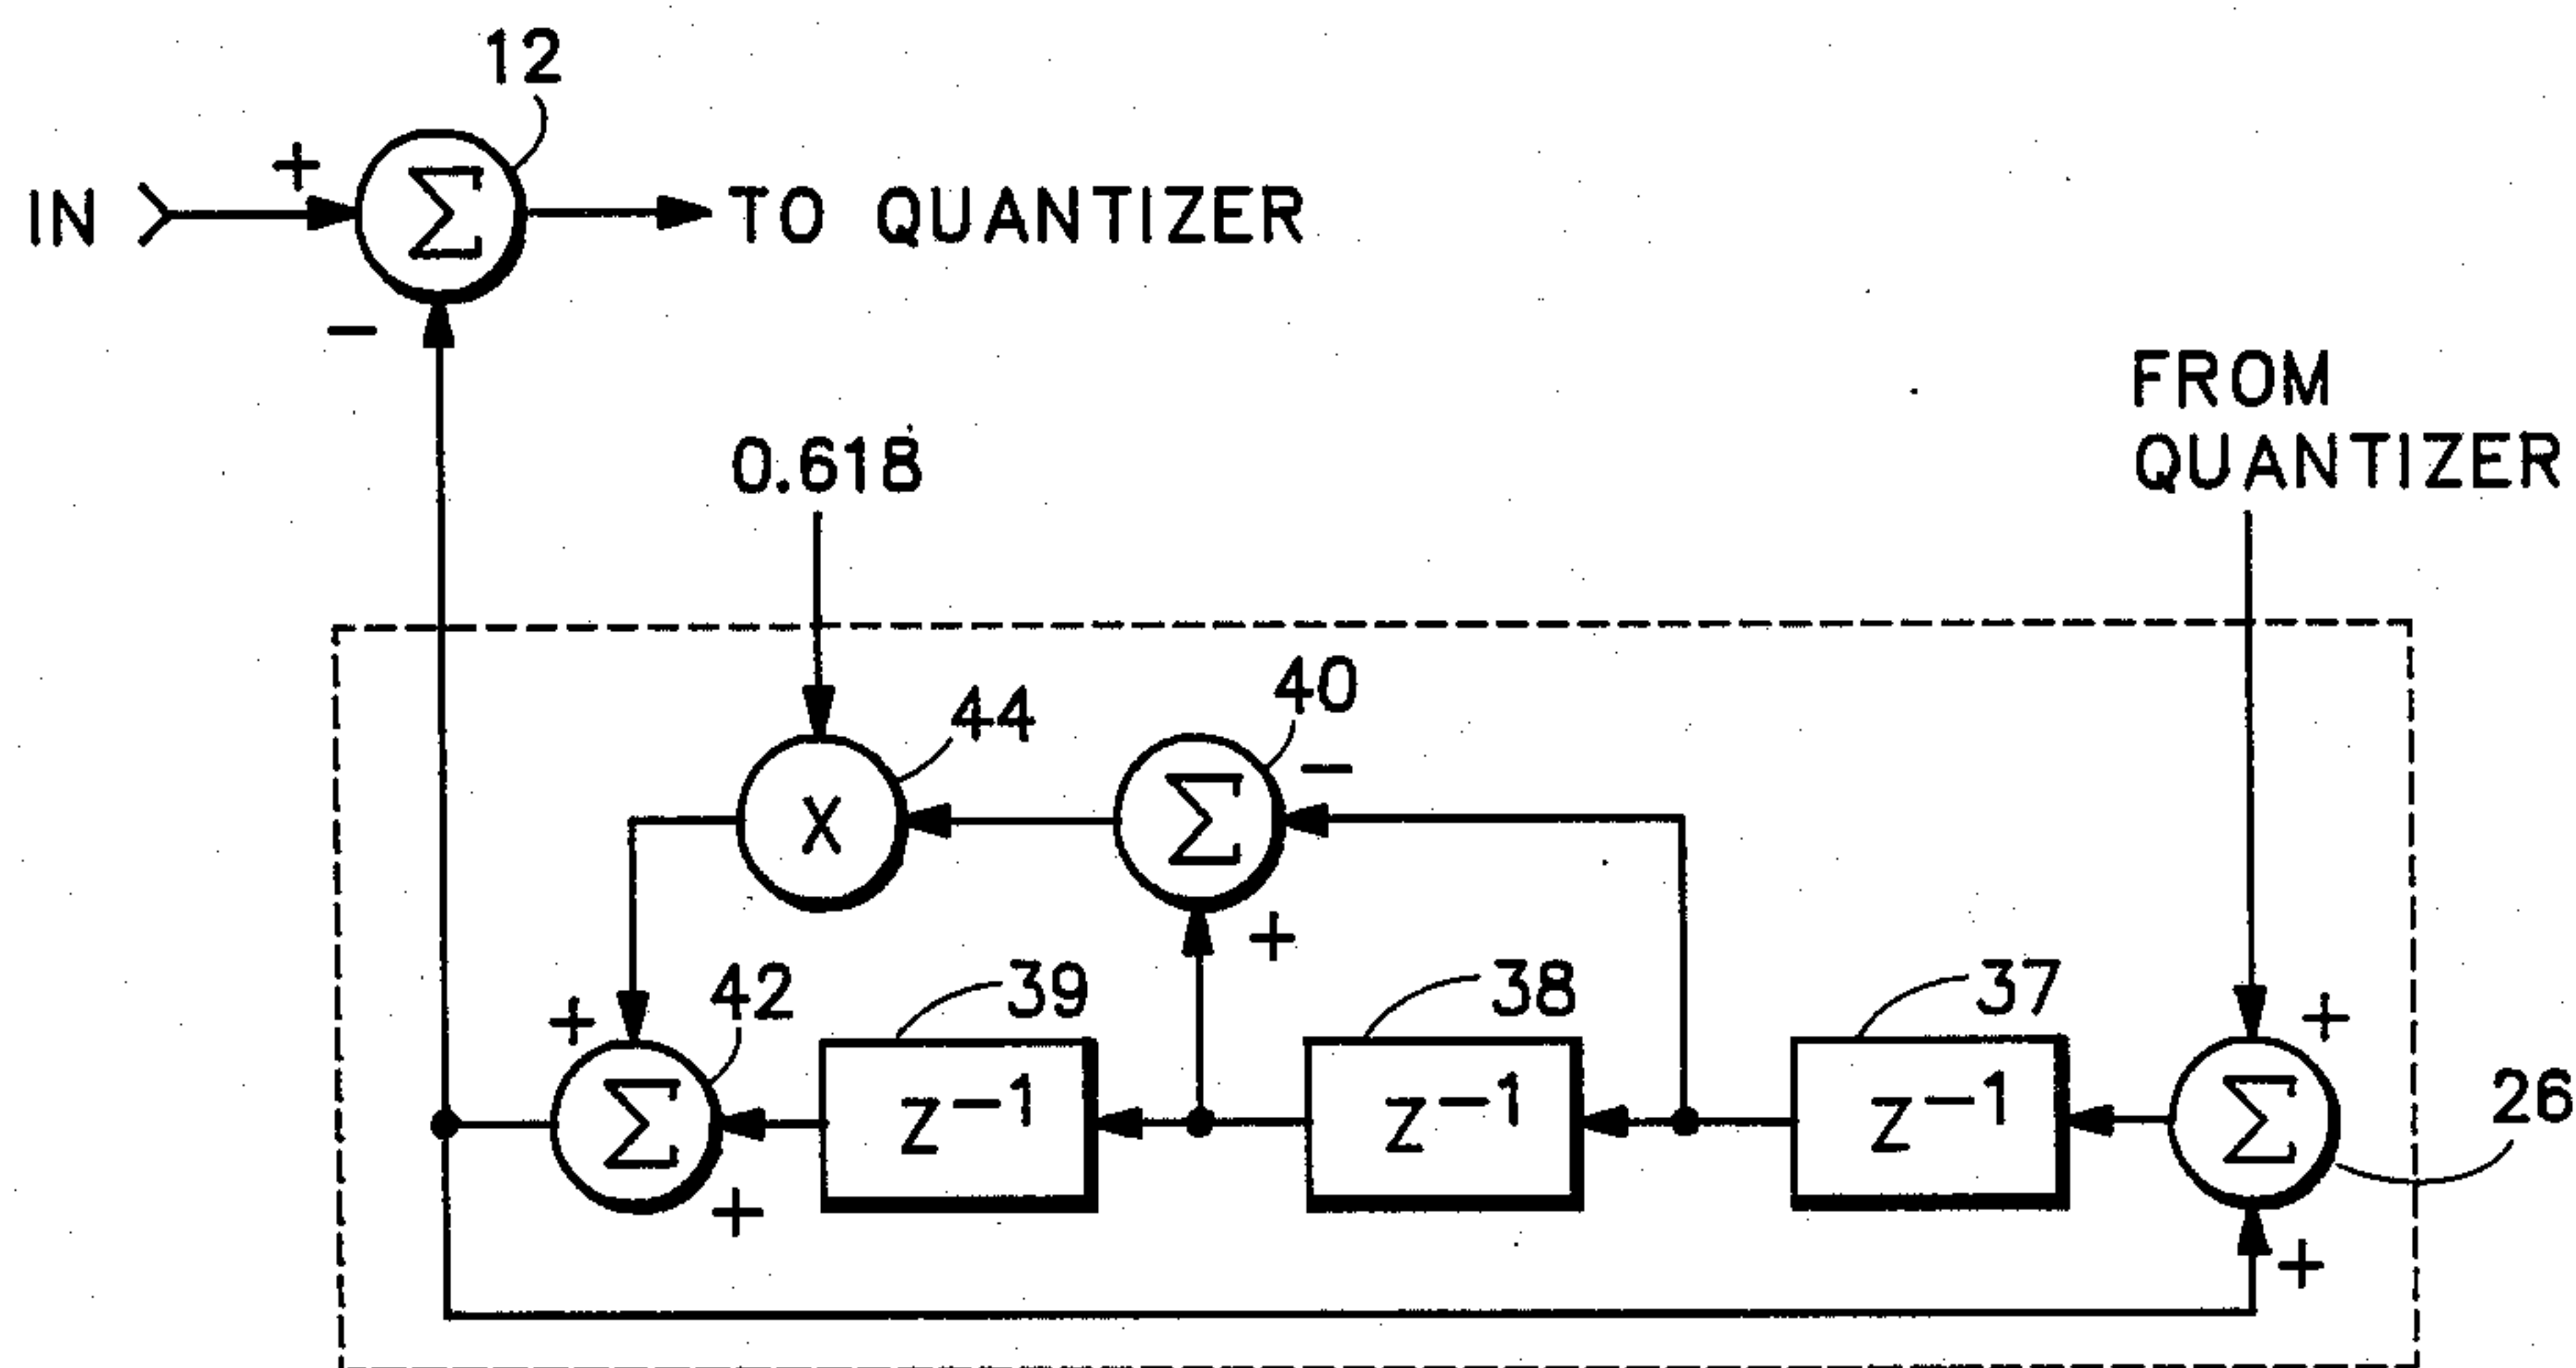 12
+
IN Σ TO QUANTIZER
−
FROM
QUANTIZER
0.618
40
44
−
X Σ
+
42 39 38 37
+ +
Σ z⁻¹ z⁻¹ z⁻¹ Σ
26
+
+